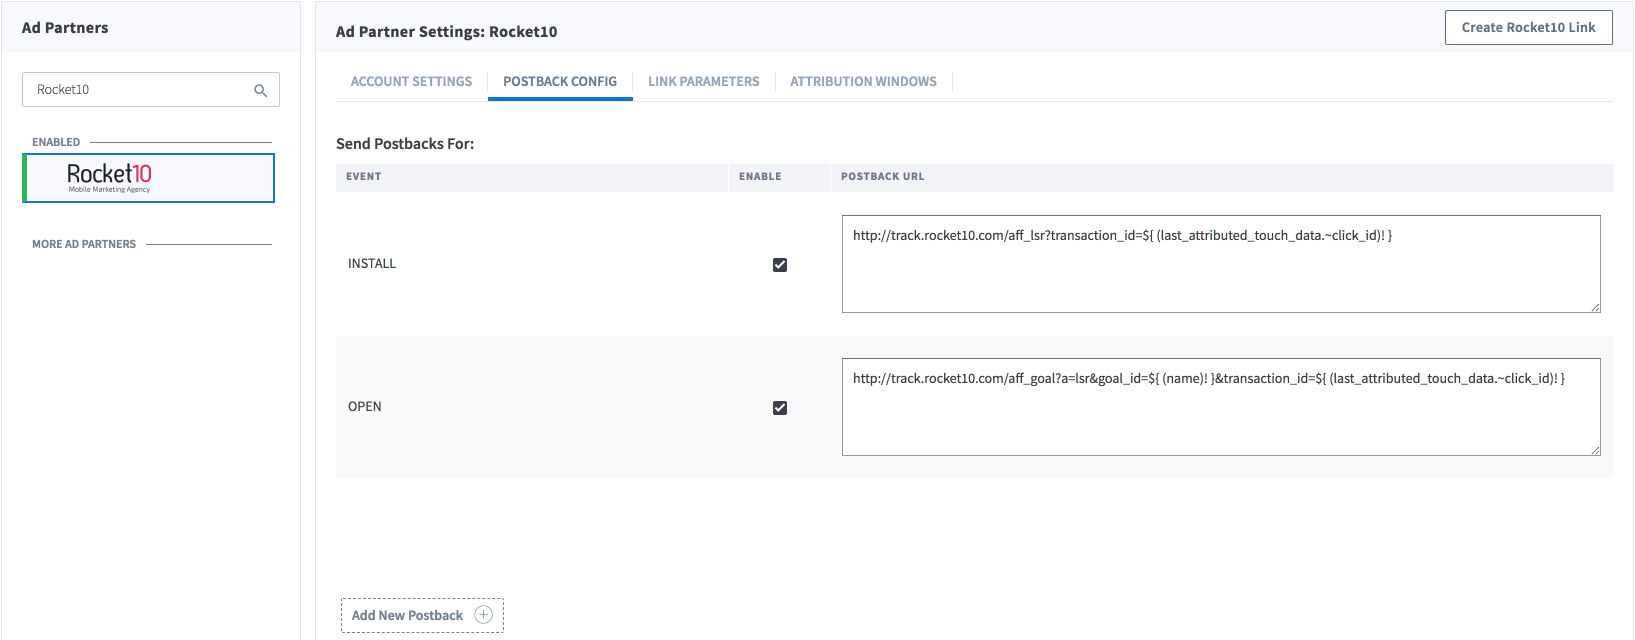 Ad Partners
Rocket10
ENABLED
Rocket10
Mobile Marketing Agency
MORE AD PARTNERS
Ad Partner Settings: Rocket10
Create Rocket10 Link
ACCOUNT SETTINGS
POSTBACK CONFIG
LINK PARAMETERS
ATTRIBUTION WINDOWS
Send Postbacks For:
EVENT ENABLE POSTBACK URL
INSTALL
http://track.rocket10.com/aff_lsr?transaction_id=${ (last_attributed_touch_data.~click_id)! }
OPEN
http://track.rocket10.com/aff_goal?a=lsr&goal_id=${ (name)! }&transaction_id=${ (last_attributed_touch_data.~click_id)! }
Add New Postback